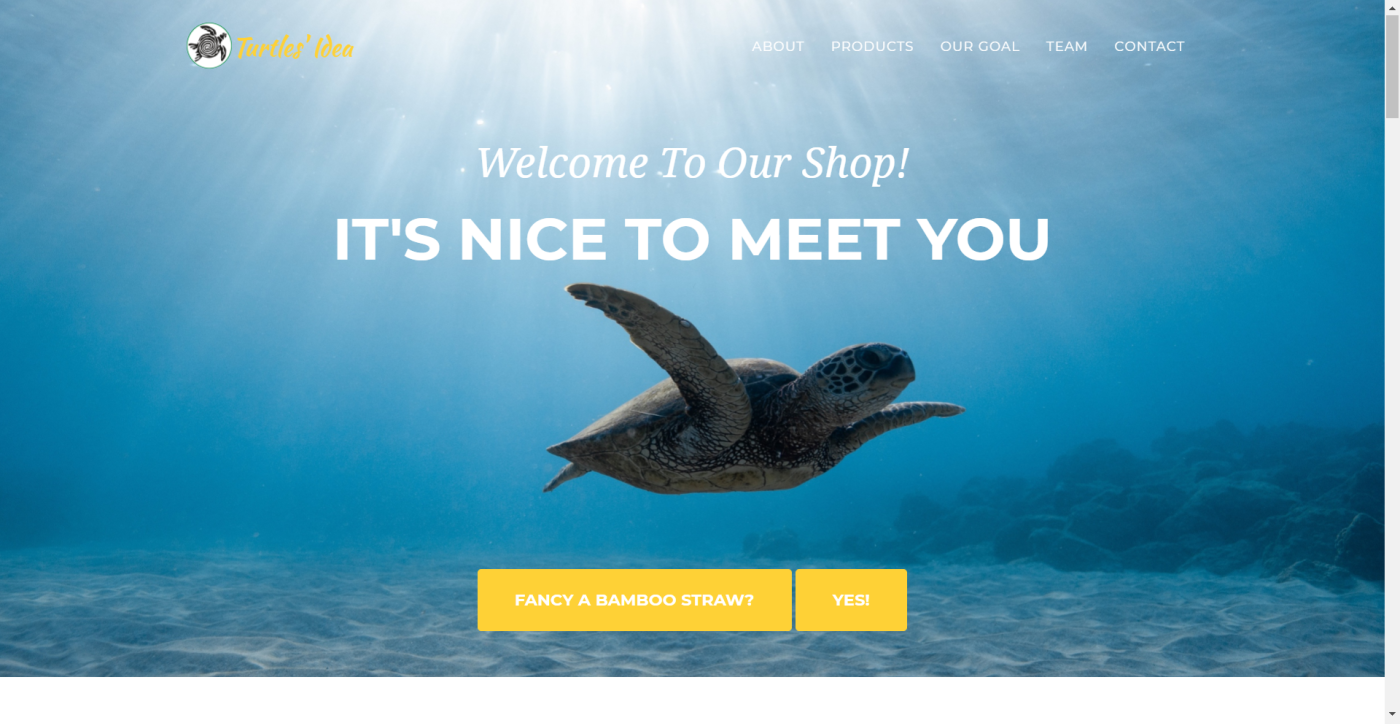 Turtles' Idea
ABOUT PRODUCTS OUR GOAL TEAM CONTACT
Welcome To Our Shop!
IT'S NICE TO MEET YOU
FANCY A BAMBOO STRAW? YES!